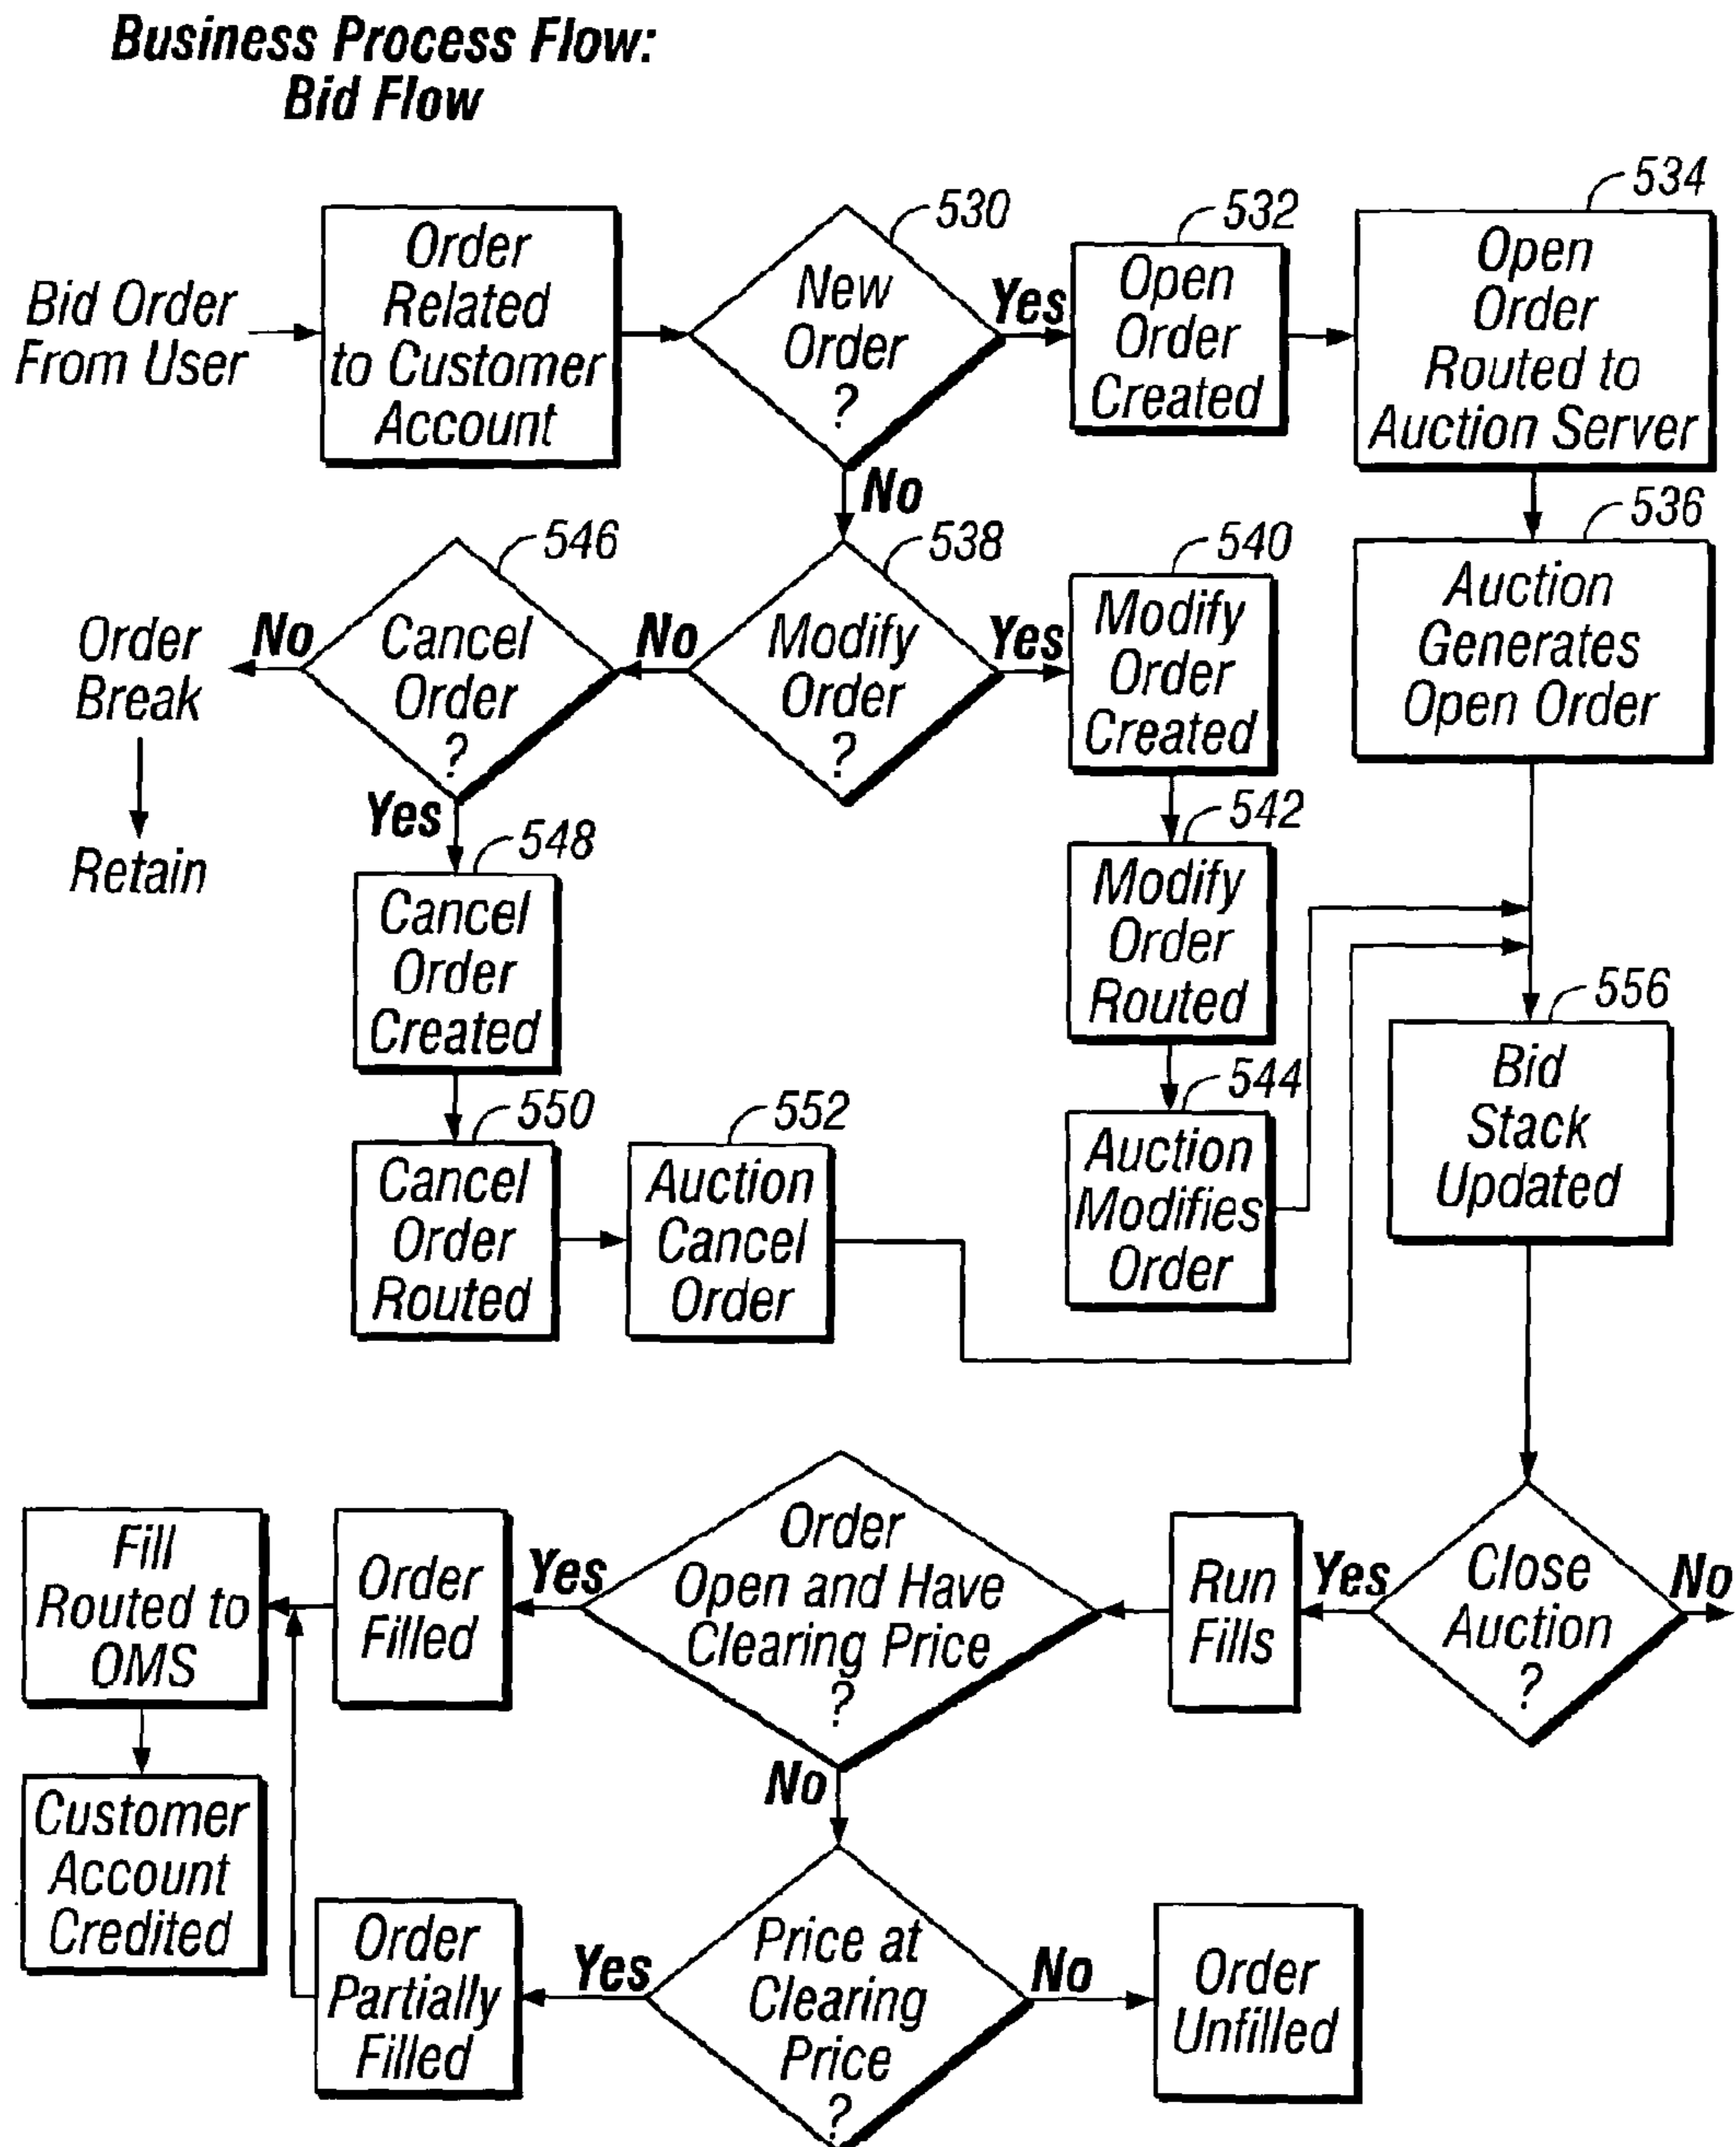 Business Process Flow:
Bid Flow
Bid Order
From User
Order
Related
to Customer
Account
New
Order
?
530
Yes
No
Open
Order
Created
532
Open
Order
Routed to
Auction Server
534
Auction
Generates
Open Order
536
Modify
Order
?
538
Yes
No
Modify
Order
Created
540
Modify
Order
Routed
542
Auction
Modifies
Order
544
Cancel
Order
?
546
No
Yes
Order
Break
Retain
Cancel
Order
Created
548
Cancel
Order
Routed
550
Auction
Cancel
Order
552
Bid
Stack
Updated
556
Close
Auction
?
No
Yes
Run
Fills
Order
Open and Have
Clearing Price
?
Yes
No
Order
Filled
Fill
Routed to
OMS
Customer
Account
Credited
Price at
Clearing
Price
?
Yes
No
Order
Partially
Filled
Order
Unfilled